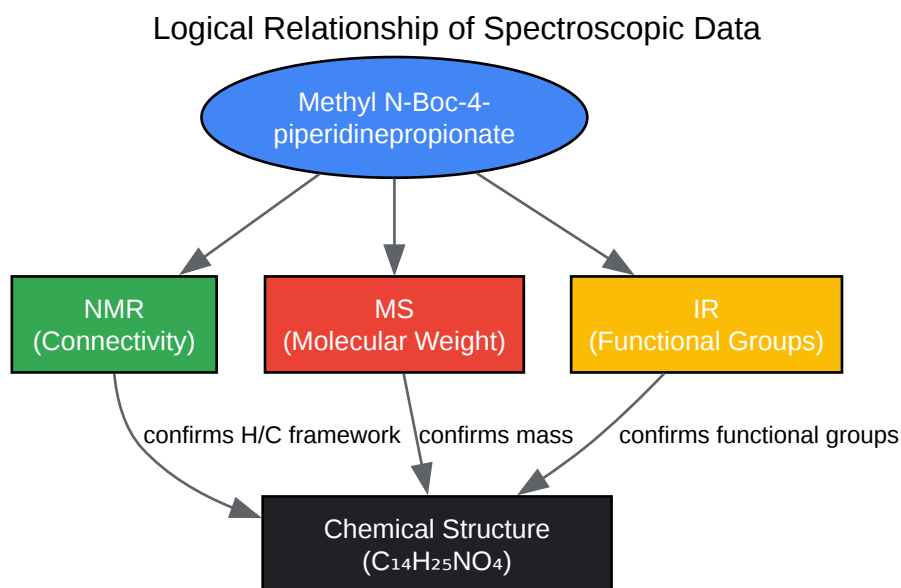 Logical Relationship of Spectroscopic Data
Methyl N-Boc-4-
piperidinepropionate
NMR
(Connectivity)
MS
(Molecular Weight)
IR
(Functional Groups)
confirms H/C framework
confirms mass
confirms functional groups
Chemical Structure
(C₁₄H₂₅NO₄)